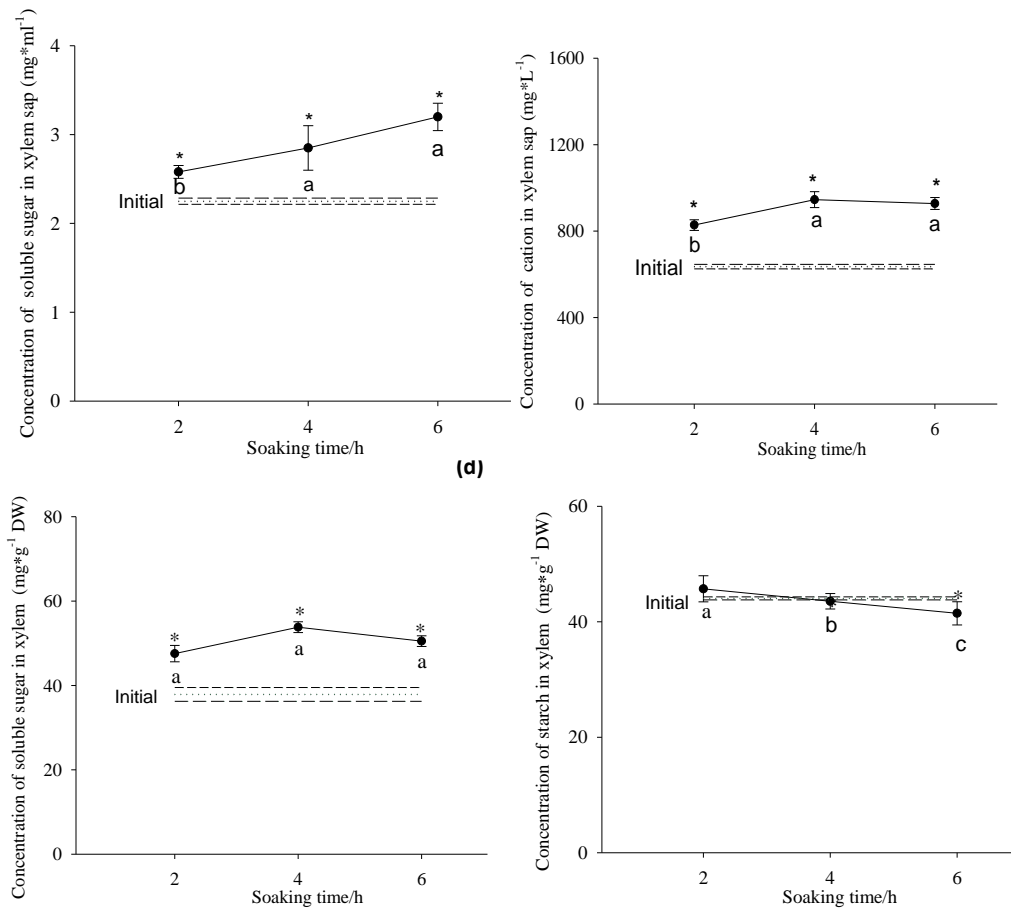 Concentration of soluble sugar in xylem sap (mg*ml⁻¹)
4
3
2
1
0
*
*
*
b
a
a
Initial
2
4
6
Soaking time/h
Concentration of cation in xylem sap (mg*L⁻¹)
1600
1200
800
400
0
*
*
*
b
a
a
Initial
2
4
6
Soaking time/h
(d)
Concentration of soluble sugar in xylem (mg*g⁻¹ DW)
80
60
40
20
0
*
*
*
a
a
a
Initial
2
4
6
Soaking time/h
Concentration of starch in xylem (mg*g⁻¹ DW)
60
40
20
0
*
a
b
c
Initial
2
4
6
Soaking time/h